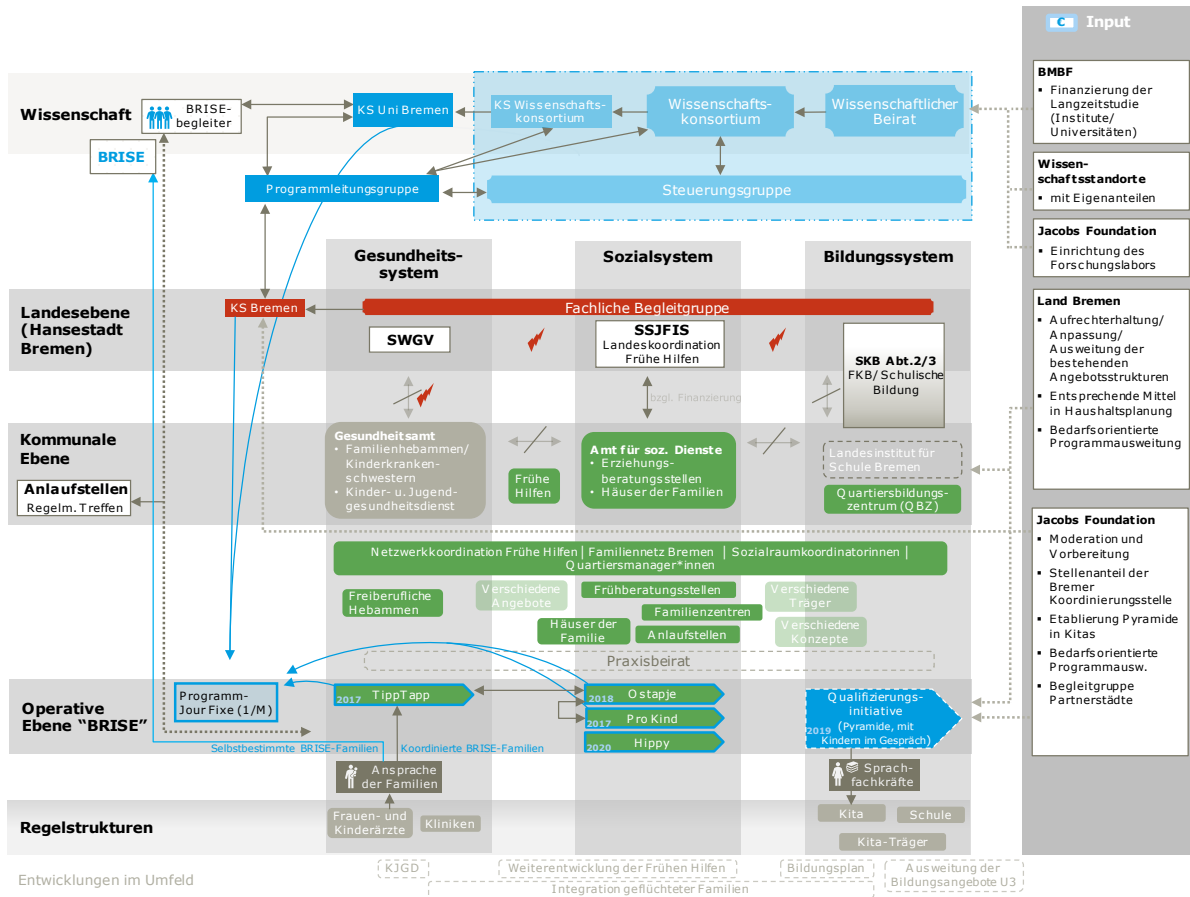 C Input
BMBF
▪ Finanzierung der
Langzeitstudie
(Institute/
Universitäten)
Wissen-
schaftsstandorte
▪ mit Eigenanteilen
Jacobs Foundation
▪ Einrichtung des
Forschungslabors
Land Bremen
▪ Aufrechterhaltung/
Anpassung/
Ausweitung der
bestehenden
Angebotsstrukturen
▪ Entsprechende Mittel
in Haushaltsplanung
▪ Bedarfsorientierte
Programmausweitung
Jacobs Foundation
▪ Moderation und
Vorbereitung
▪ Stellenanteil der
Bremer
Koordinierungsstelle
▪ Etablierung Pyramide
in Kitas
▪ Bedarfsorientierte
Programmausw.
▪ Begleitgruppe
Partnerstädte
Wissenschaft
BRISE-
begleiter
BRISE
KS Uni Bremen
KS Wissenschafts-
konsortium
Wissenschafts-
konsortium
Wissenschaftlicher
Beirat
Programmleitungsgruppe
Steuerungsgruppe
Gesundheits-
system
Sozialsystem
Bildungssystem
Landesebene
(Hansestadt
Bremen)
KS Bremen
Fachliche Begleitgruppe
SWGV
SSJFIS
Landeskoordination
Frühe Hilfen
SKB Abt.2/3
FKB/Schulische
Bildung
bzgl. Finanzierung
Kommunale
Ebene
Anlaufstellen
Regelm. Treffen
Gesundheitsamt
• Familienhebammen/
Kinderkranken-
schwestern
• Kinder- u. Jugend-
gesundheitsdienst
Frühe
Hilfen
Amt für soz. Dienste
• Erziehungs-
beratungsstellen
• Häuser der Familien
Landesinstitut für
Schule Bremen
Quartiersbildungs-
zentrum (QBZ)
Netzwerkkoordination Frühe Hilfen | Familiennetz Bremen | Sozialraumkoordinatorinnen |
Quartiersmanager*innen
Freiberufliche
Hebammen
Verschiedene
Angebote
Frühberatungsstellen
Familienzentren
Häuser der
Familie
Anlaufstellen
Verschiedene
Träger
Verschiedene
Konzepte
Praxisbeirat
Operative
Ebene “BRISE”
Programm-
Jour Fixe (1/M)
2017 TippTapp
2018 Ostapje
2017 Pro Kind
2020 Hippy
Qualifizierungs-
initiative
2019 (Pyramide, mit
Kindern im Gespräch)
Selbstbestimmte BRISE-Familien
Koordinierte BRISE-Familien
Ansprache
der Familien
Sprach-
fachkräfte
Regelstrukturen
Frauen- und
Kinderärzte
Kliniken
Kita
Schule
Kita-Träger
Entwicklungen im Umfeld
KJGD
Weiterentwicklung der Frühen Hilfen
Bildungsplan
Ausweitung der
Bildungsangebote U3
Integration geflüchteter Familien